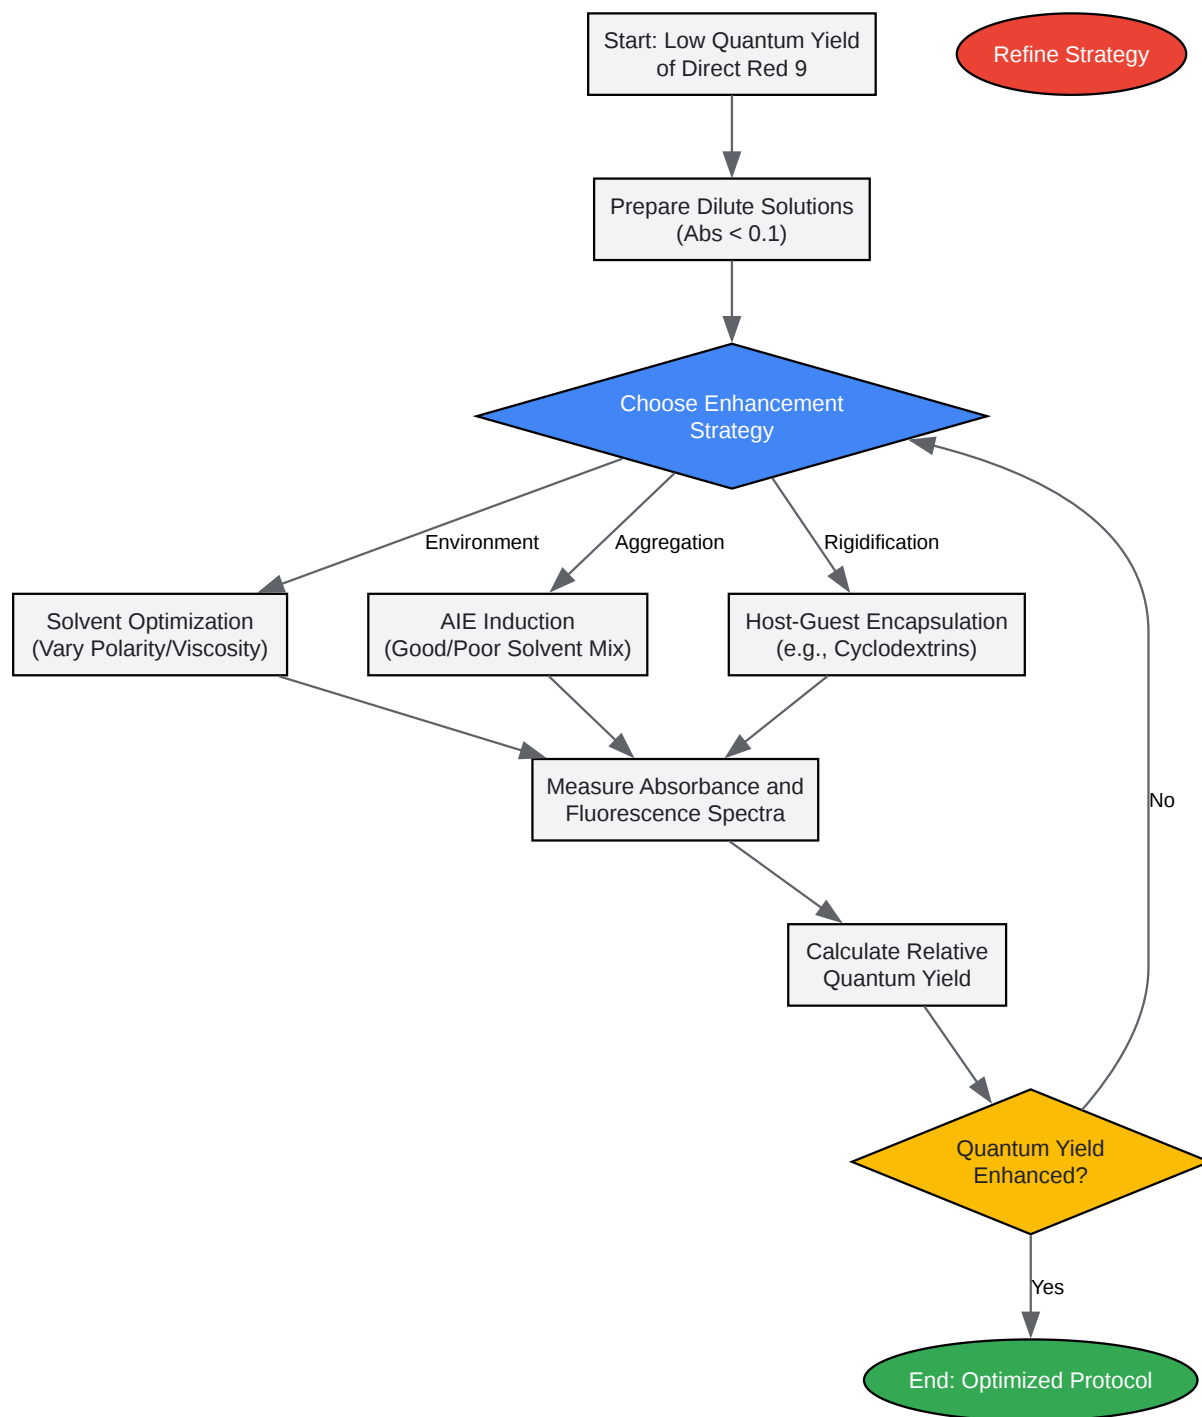 Start: Low Quantum Yield
of Direct Red 9
Refine Strategy
Prepare Dilute Solutions
(Abs < 0.1)
Choose Enhancement
Strategy
Environment
Aggregation
Rigidification
Solvent Optimization
(Vary Polarity/Viscosity)
AIE Induction
(Good/Poor Solvent Mix)
Host-Guest Encapsulation
(e.g., Cyclodextrins)
Measure Absorbance and
Fluorescence Spectra
No
Calculate Relative
Quantum Yield
Quantum Yield
Enhanced?
Yes
End: Optimized Protocol